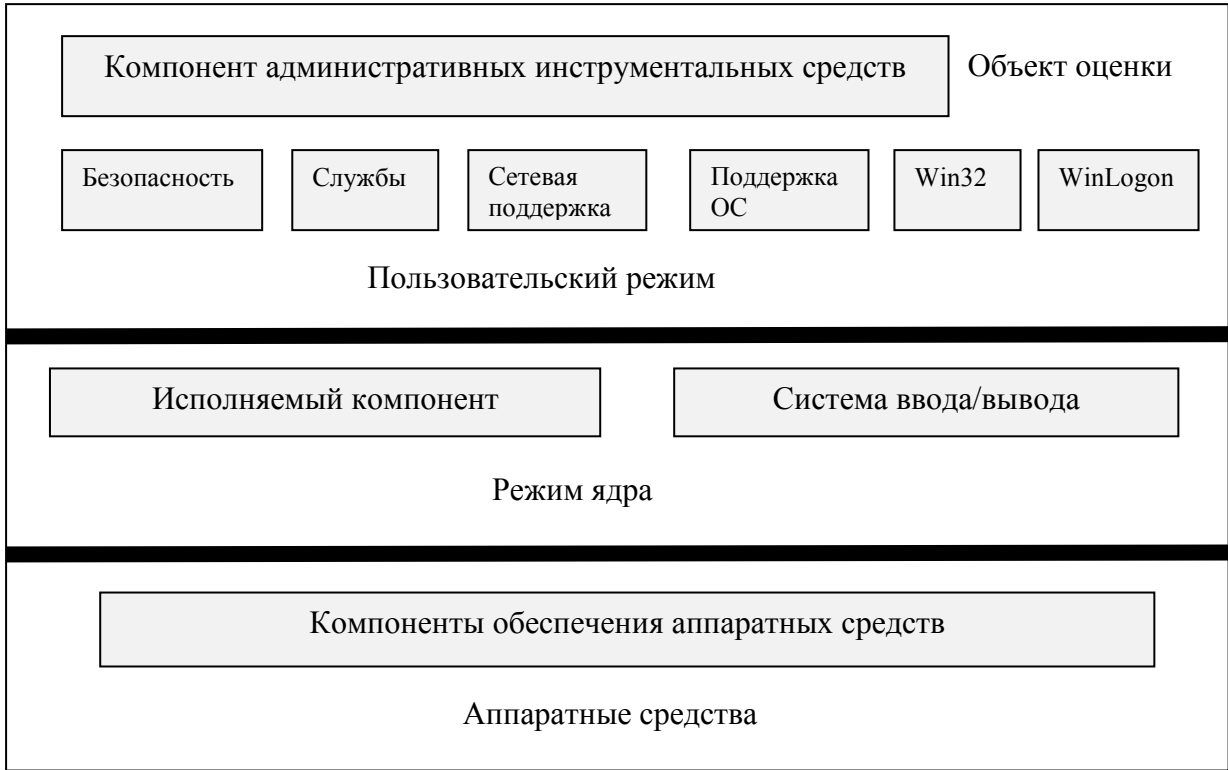 Компонент административных инструментальных средств
Объект оценки
Безопасность
Службы
Сетевая
поддержка
Поддержка
ОС
Win32
WinLogon
Пользовательский режим
Исполняемый компонент
Система ввода/вывода
Режим ядра
Компоненты обеспечения аппаратных средств
Аппаратные средства